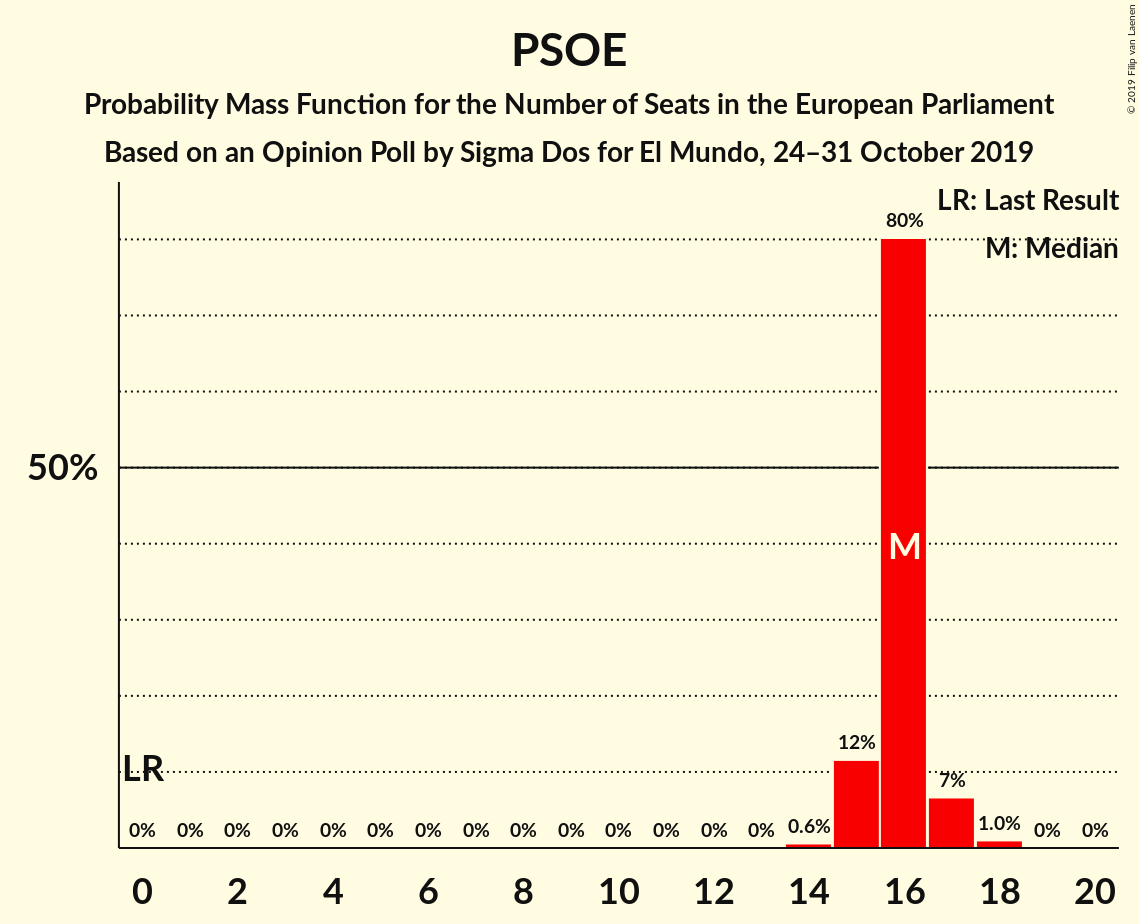 PSOE
Probability Mass Function for the Number of Seats in the European Parliament
Based on an Opinion Poll by Sigma Dos for El Mundo, 24–31 October 2019
© 2019 Filip van Laenen
LR: Last Result
M: Median
80%
50%
M
LR
12%
7%
0% 0% 0% 0% 0% 0% 0% 0% 0% 0% 0% 0% 0% 0% 0.6% 1.0% 0% 0%
0 2 4 6 8 10 12 14 16 18 20